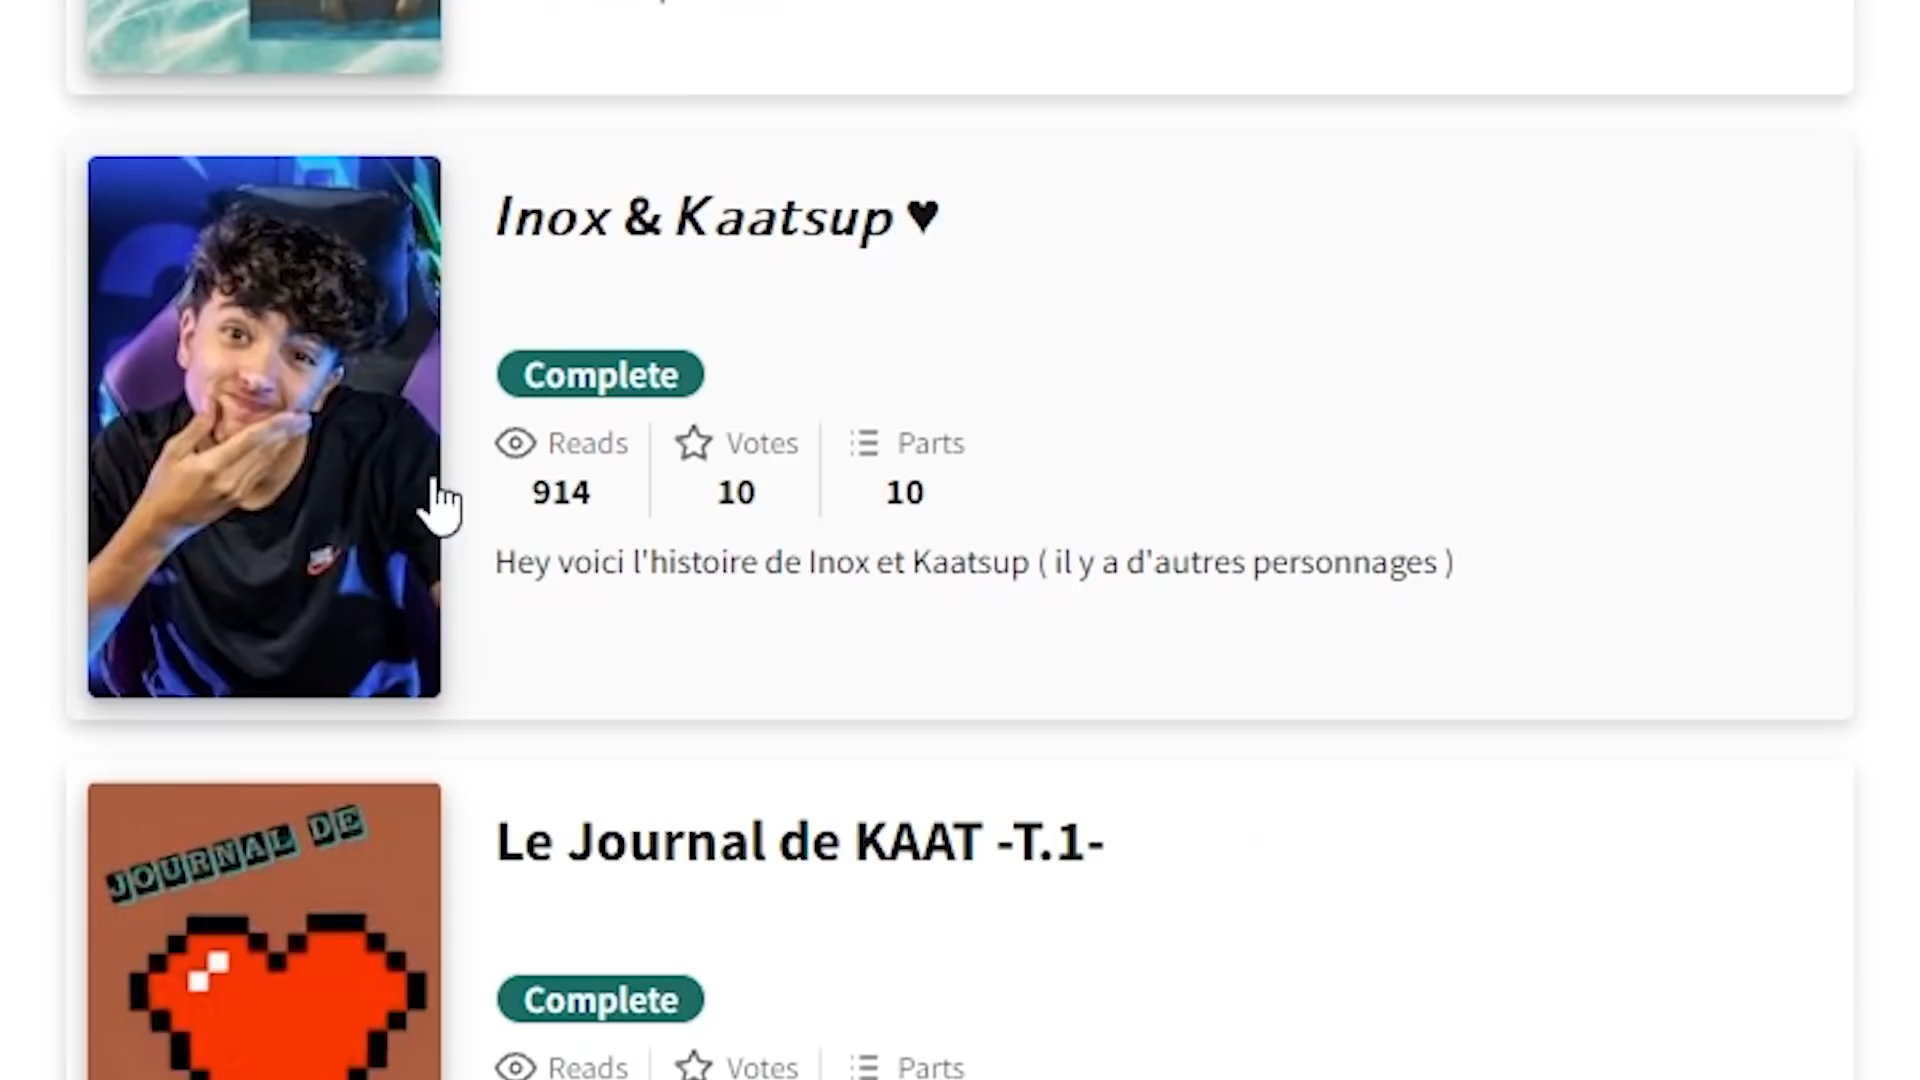 Inox & Kaatsup ♥
Complete
Reads Votes Parts
914 10 10
Hey voici l'histoire de Inox et Kaatsup ( il y a d'autres personnages )
JOURNAL DE
Le Journal de KAAT -T.1-
Complete
Reads Votes Parts